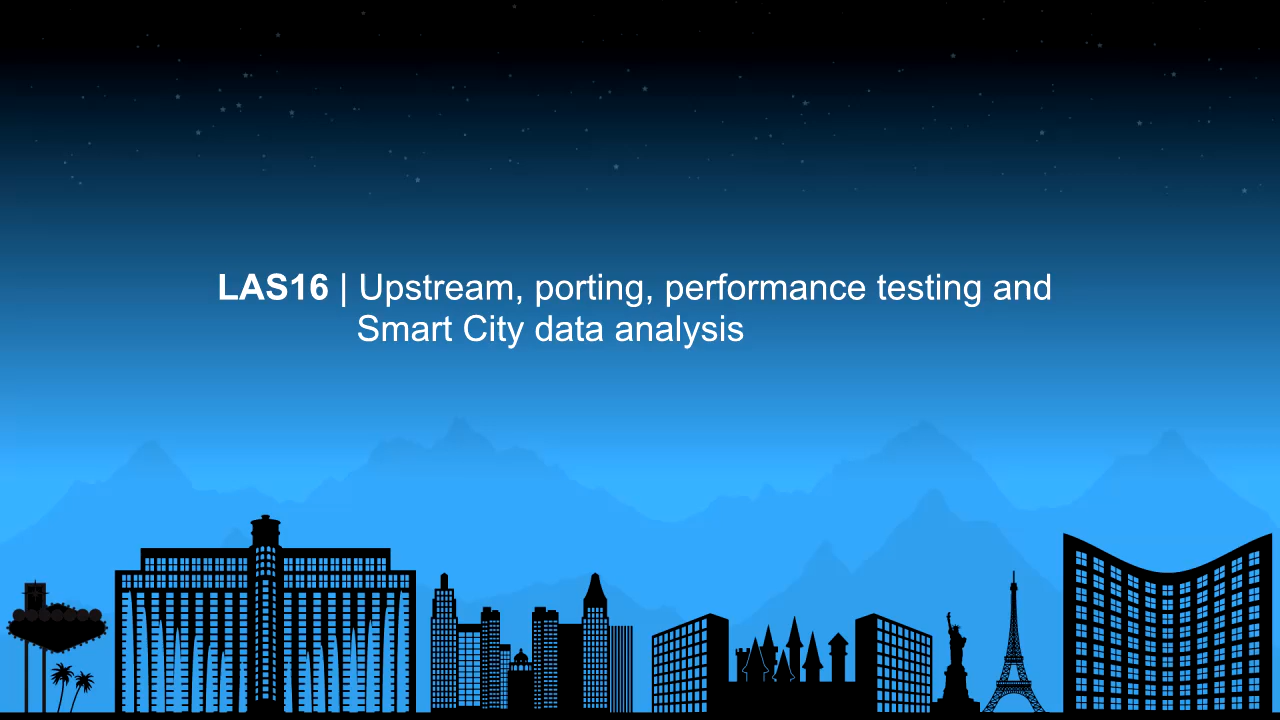 LAS16 | Upstream, porting, performance testing and
Smart City data analysis